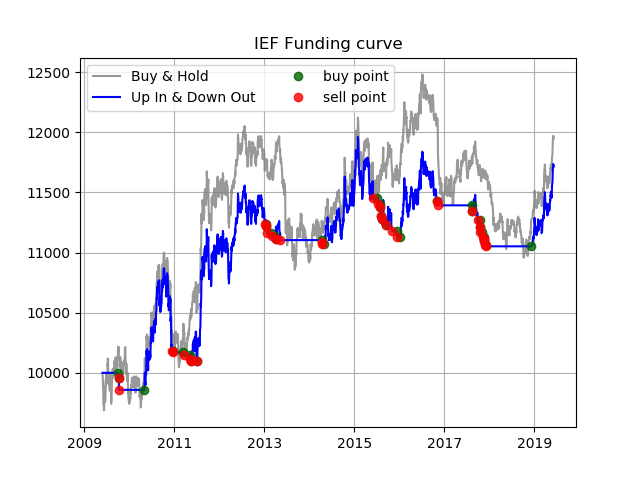 IEF Funding curve
Buy & Hold
Up In & Down Out
buy point
sell point
12500
12000
11500
11000
10500
10000
2009
2011
2013
2015
2017
2019